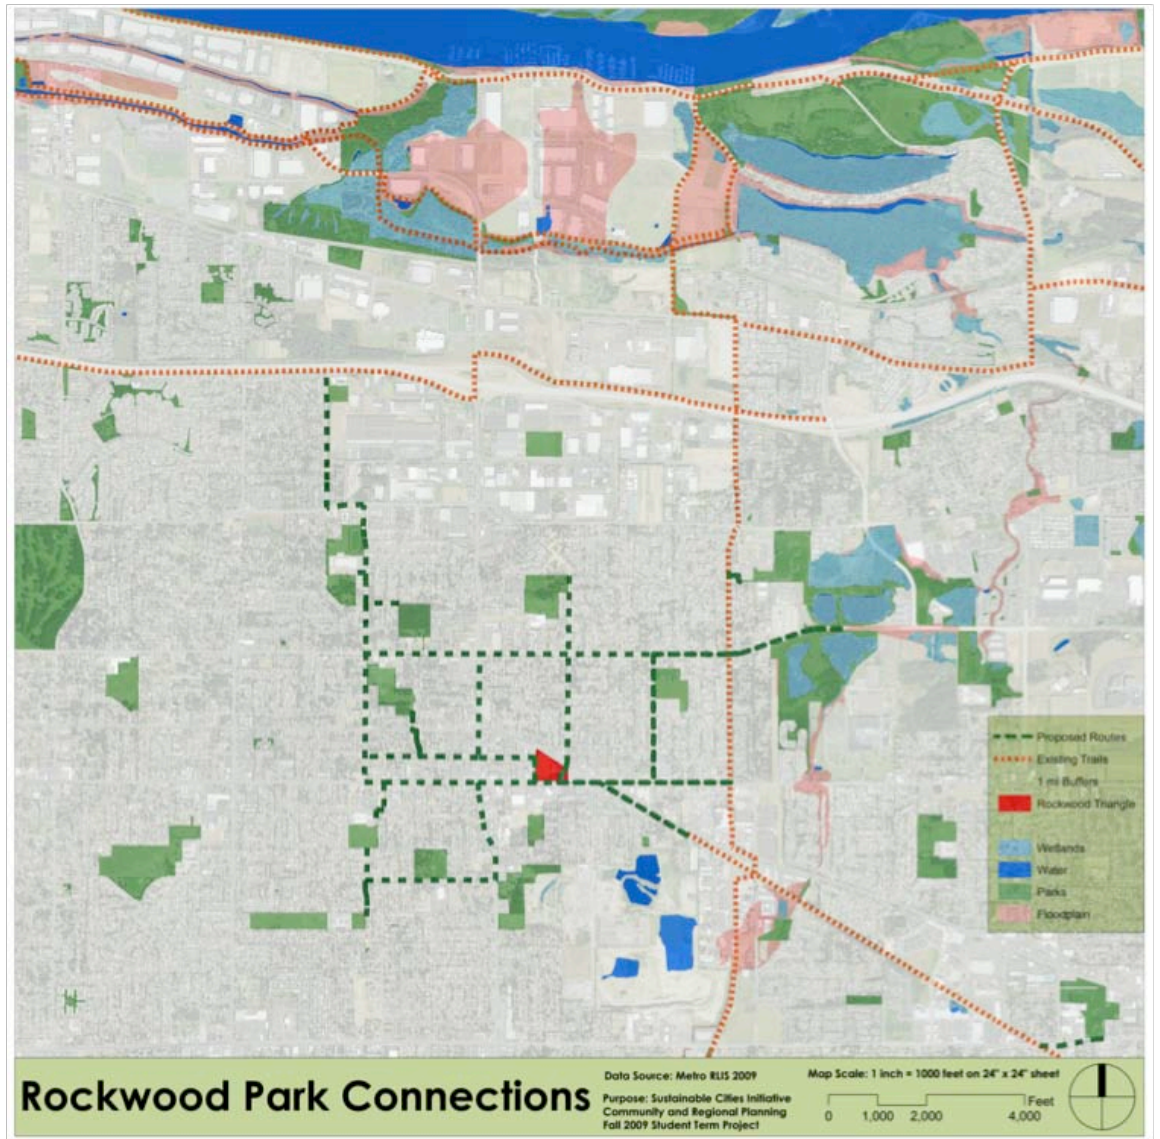 Proposed Routes
Existing Trails
1 mi Buffers
Rockwood Triangle
Wetlands
Water
Parks
Floodplain
Rockwood Park Connections
Data Source: Metro RLIS 2009
Purpose: Sustainable Cities Initiative
Community and Regional Planning
Fall 2009 Student Term Project
Map Scale: 1 inch = 1000 feet on 24" x 24" sheet
Feet
0 1,000 2,000 4,000